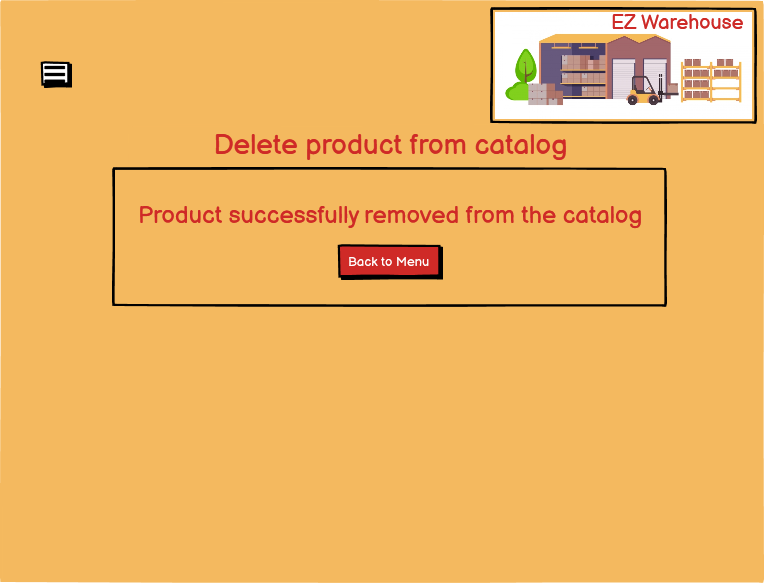 EZ Warehouse
Delete product from catalog
Product successfully removed from the catalog
Back to Menu